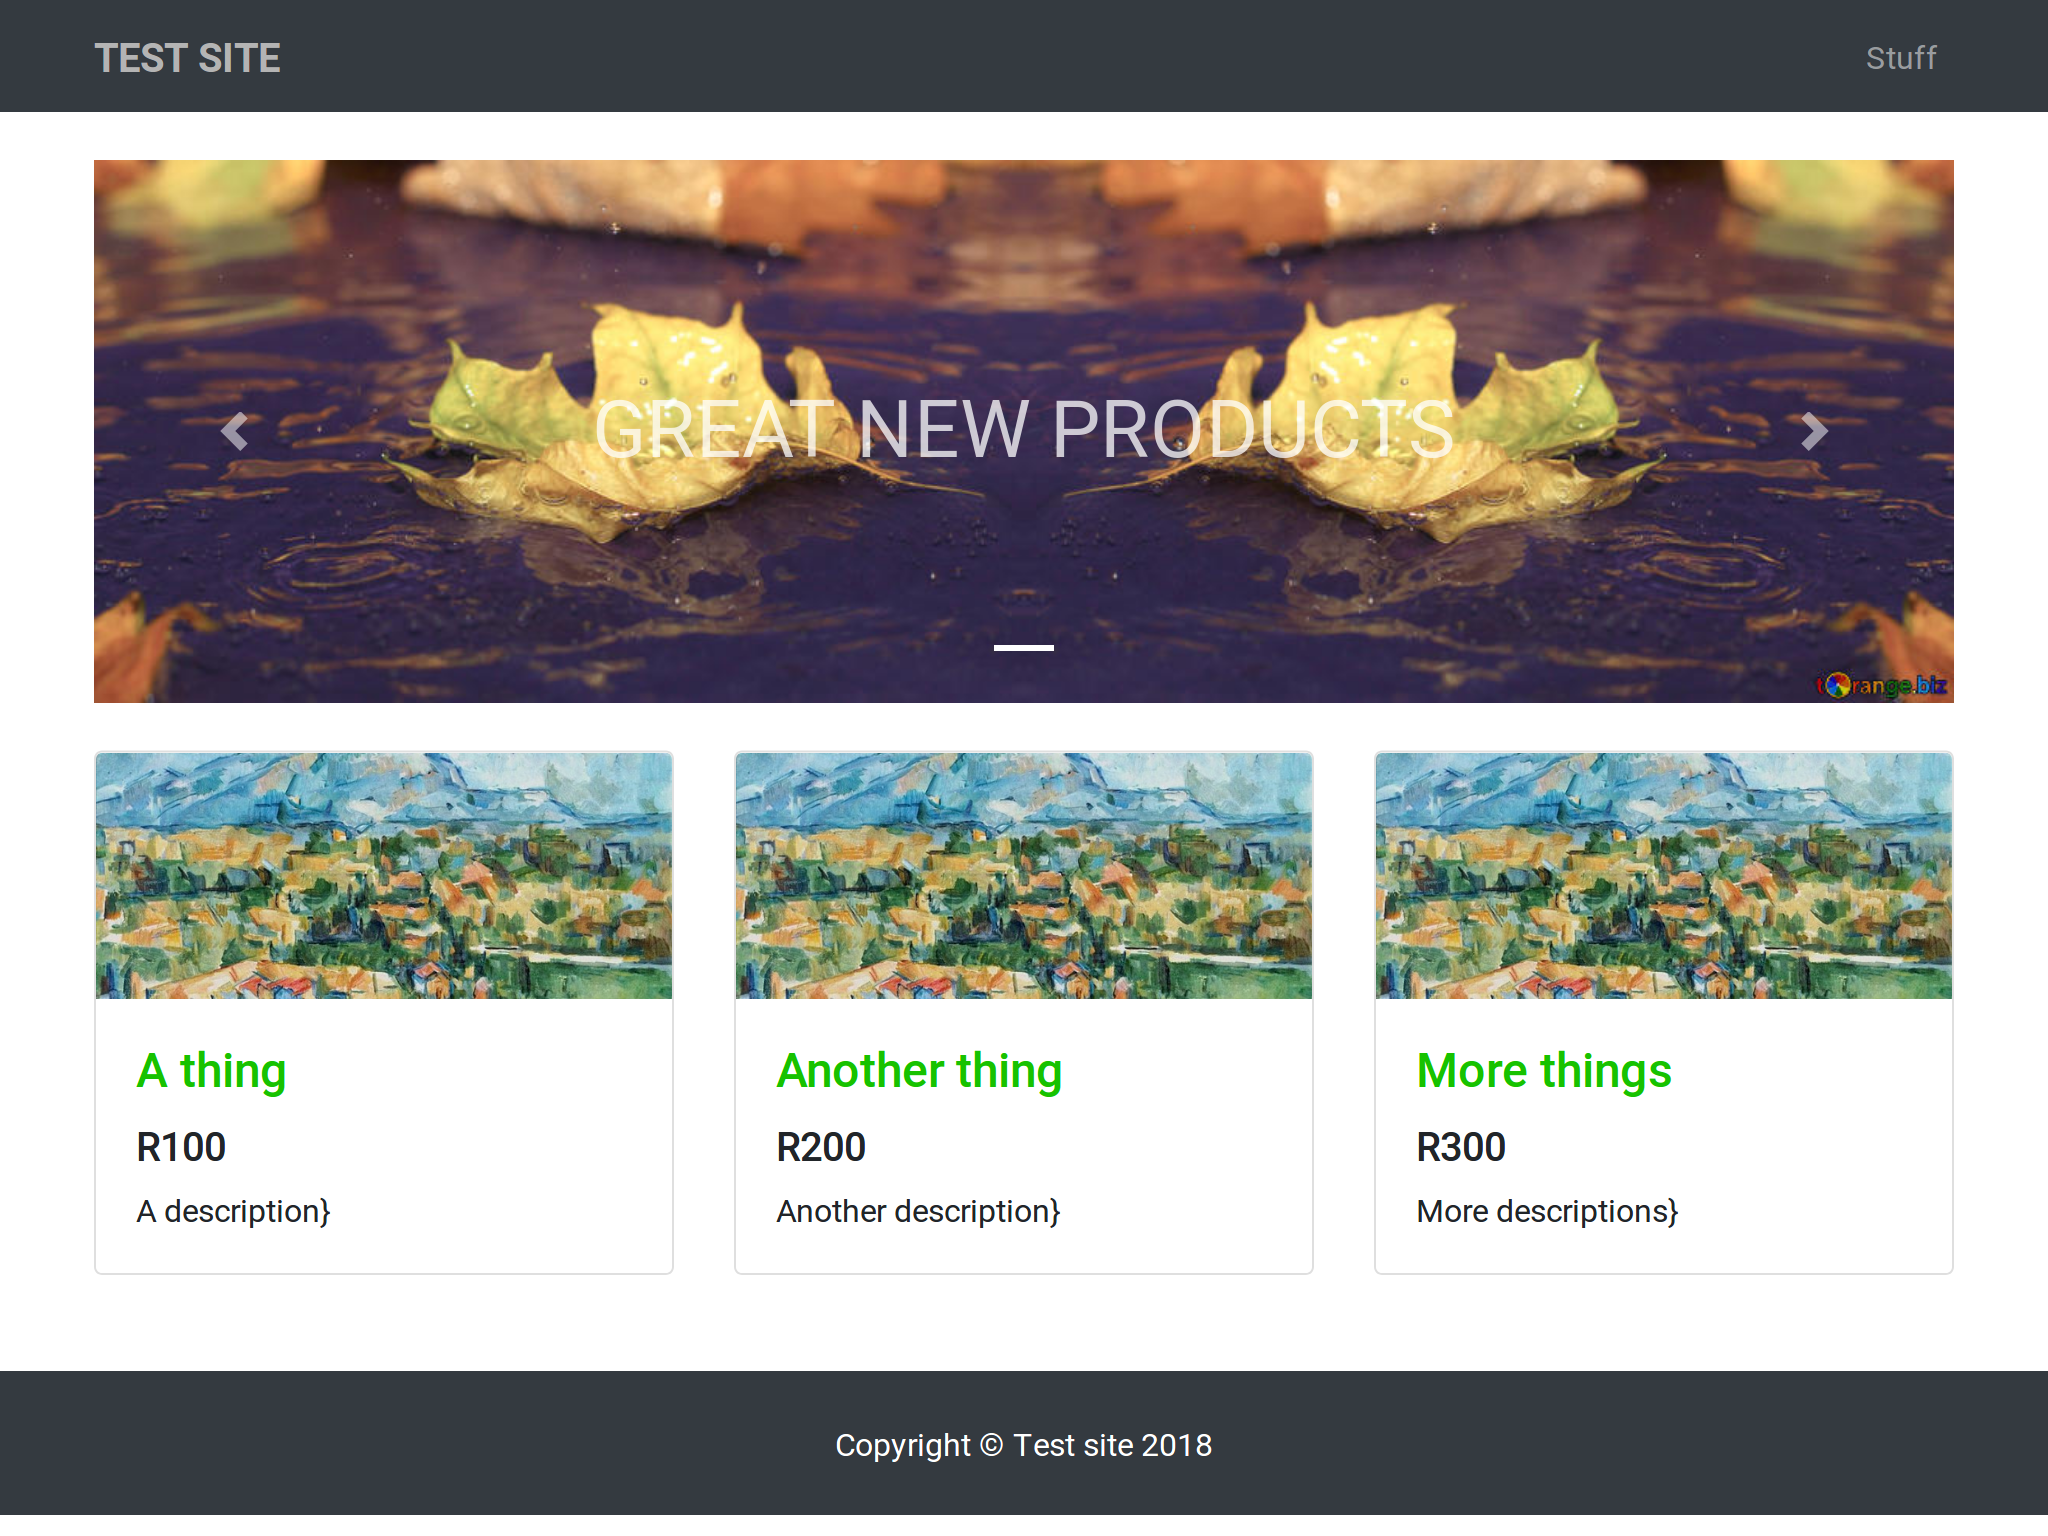 TEST SITE
Stuff
GREAT NEW PRODUCTS
tOrange.biz
A thing
R100
A description}
Another thing
R200
Another description}
More things
R300
More descriptions}
Copyright © Test site 2018